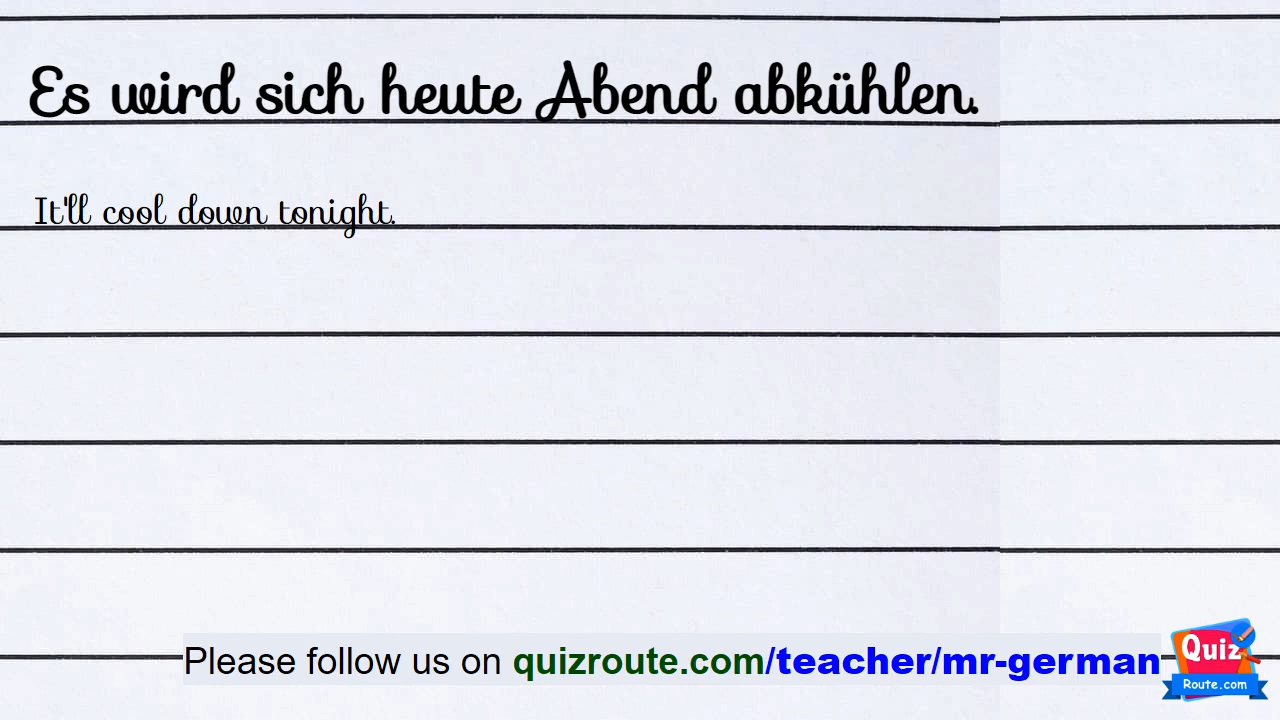 Es wird sich heute Abend abkühlen.
It'll cool down tonight.
Please follow us on quizroute.com/teacher/mr-german
Quiz
Route.com